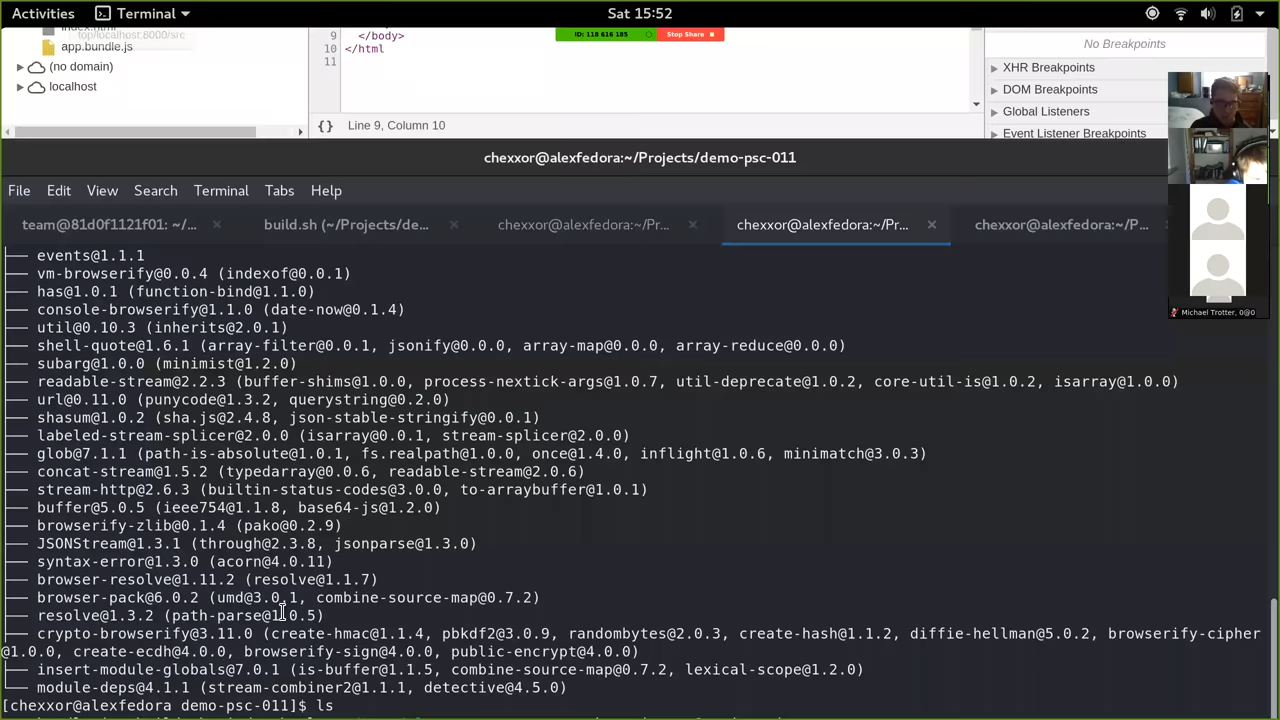 Activities Terminal Sat 15:52
index.html
top/localhost:8000/src
app.bundle.js
(no domain)
localhost
9 </body>
10 </html
11
ID: 118 616 185 Stop Share
{} Line 9, Column 10
No Breakpoints
XHR Breakpoints
DOM Breakpoints
Global Listeners
Event Listener Breakpoints
Michael Trotter, 0@0
chexxor@alexfedora:~/Projects/demo-psc-011
File Edit View Search Terminal Tabs Help
team@81d0f1121f01: ~/... × build.sh (~/Projects/de... × chexxor@alexfedora:~/Pr... × chexxor@alexfedora:~/Pr... × chexxor@alexfedora:~/P...
├── events@1.1.1
├── vm-browserify@0.0.4 (indexof@0.0.1)
├── has@1.0.1 (function-bind@1.1.0)
├── console-browserify@1.1.0 (date-now@0.1.4)
├── util@0.10.3 (inherits@2.0.1)
├── shell-quote@1.6.1 (array-filter@0.0.1, jsonify@0.0.0, array-map@0.0.0, array-reduce@0.0.0)
├── subarg@1.0.0 (minimist@1.2.0)
├── readable-stream@2.2.3 (buffer-shims@1.0.0, process-nextick-args@1.0.7, util-deprecate@1.0.2, core-util-is@1.0.2, isarray@1.0.0)
├── url@0.11.0 (punycode@1.3.2, querystring@0.2.0)
├── shasum@1.0.2 (sha.js@2.4.8, json-stable-stringify@0.0.1)
├── labeled-stream-splicer@2.0.0 (isarray@0.0.1, stream-splicer@2.0.0)
├── glob@7.1.1 (path-is-absolute@1.0.1, fs.realpath@1.0.0, once@1.4.0, inflight@1.0.6, minimatch@3.0.3)
├── concat-stream@1.5.2 (typedarray@0.0.6, readable-stream@2.0.6)
├── stream-http@2.6.3 (builtin-status-codes@3.0.0, to-arraybuffer@1.0.1)
├── buffer@5.0.5 (ieee754@1.1.8, base64-js@1.2.0)
├── browserify-zlib@0.1.4 (pako@0.2.9)
├── JSONStream@1.3.1 (through@2.3.8, jsonparse@1.3.0)
├── syntax-error@1.3.0 (acorn@4.0.11)
├── browser-resolve@1.11.2 (resolve@1.1.7)
├── browser-pack@6.0.2 (umd@3.0.1, combine-source-map@0.7.2)
├── resolve@1.3.2 (path-parse@1.0.5)
├── crypto-browserify@3.11.0 (create-hmac@1.1.4, pbkdf2@3.0.9, randombytes@2.0.3, create-hash@1.1.2, diffie-hellman@5.0.2, browserify-cipher
@1.0.0, create-ecdh@4.0.0, browserify-sign@4.0.0, public-encrypt@4.0.0)
├── insert-module-globals@7.0.1 (is-buffer@1.1.5, combine-source-map@0.7.2, lexical-scope@1.2.0)
└── module-deps@4.1.1 (stream-combiner2@1.1.1, detective@4.5.0)
[chexxor@alexfedora demo-psc-011]$ ls